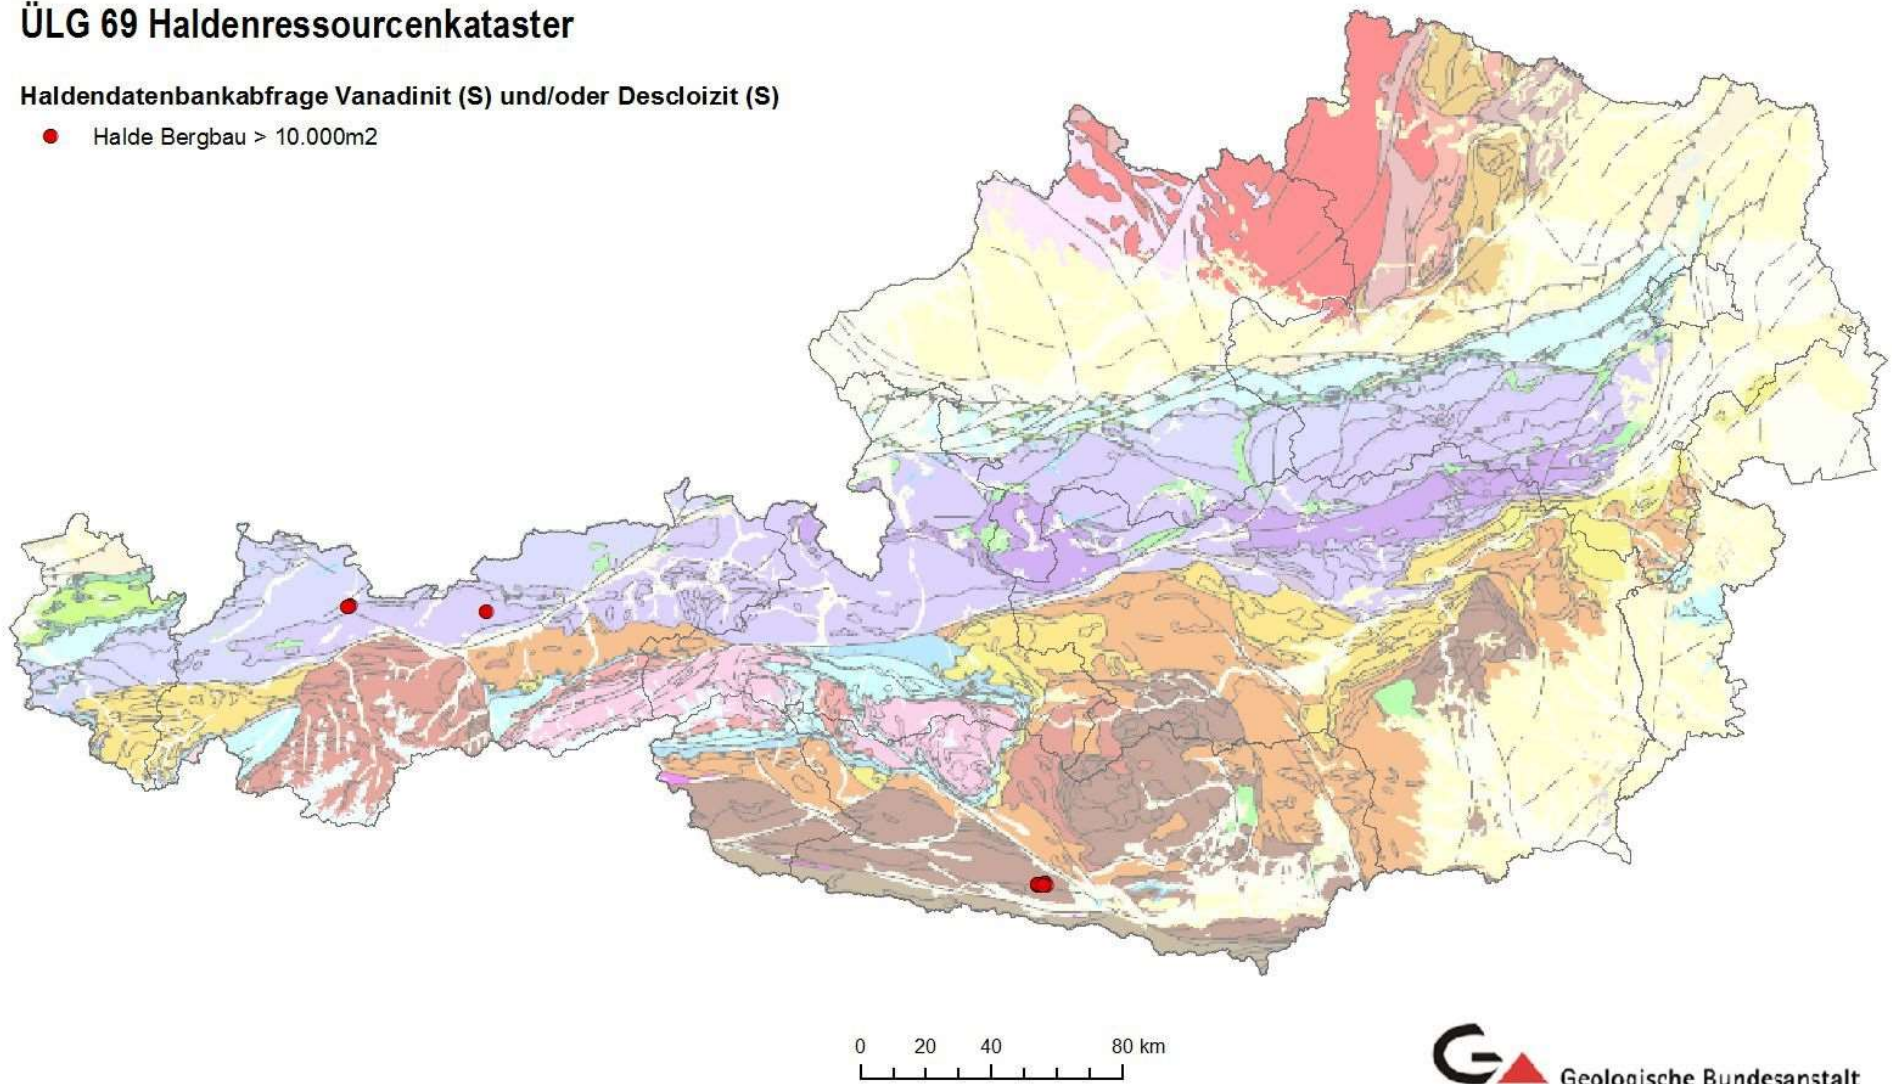 ÜLG 69 Haldenressourcenkataster
Haldendatenbankabfrage Vanadinit (S) und/oder Descloizit (S)
Halde Bergbau > 10.000m2
0 20 40 80 km
Geologische Bundesanstalt